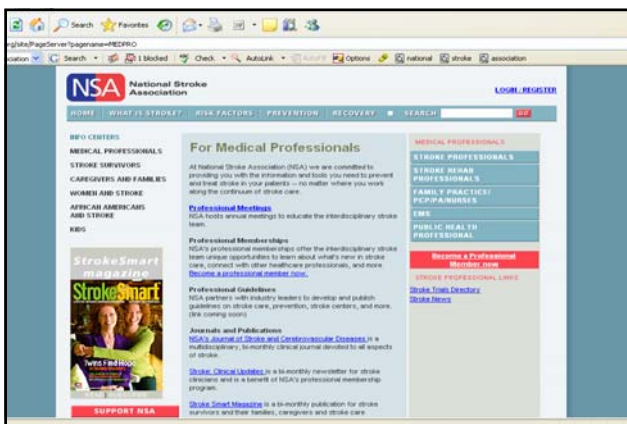 Search Favorites
rg/site/PageServer?pagename=MEDPRO
ociation Search 1 blocked Check AutoLink Options national stroke association
NSA National Stroke
Association
LOGIN / REGISTER
HOME WHAT IS STROKE? RISK FACTORS PREVENTION RECOVERY SEARCH GO
INFO CENTERS
MEDICAL PROFESSIONALS
STROKE SURVIVORS
CAREGIVERS AND FAMILIES
WOMEN AND STROKE
AFRICAN AMERICANS
AND STROKE
KIDS
StrokeSmart
magazine
StrokeSmart
Twins Find Hope
SUPPORT NSA
For Medical Professionals
At National Stroke Association (NSA) we are committed to
providing you with the information and tools you need to prevent
and treat stroke in your patients -- no matter where you work
along the continuum of stroke care.
Professional Meetings
NSA hosts annual meetings to educate the interdisciplinary stroke
team.
Professional Memberships
NSA's professional memberships offer the interdisciplinary stroke
team unique opportunities to learn about what's new in stroke
care, connect with other healthcare professionals, and more.
Become a professional member now.
Professional Guidelines
NSA partners with industry leaders to develop and publish
guidelines on stroke care, prevention, stroke centers, and more.
(link coming soon)
Journals and Publications
NSA's Journal of Stroke and Cerebrovascular Diseases is a
multidisciplinary, bi-monthly clinical journal devoted to all aspects
of stroke.
Stroke: Clinical Updates is a bi-monthly newsletter for stroke
clinicians and is a benefit of NSA's professional membership
program.
Stroke Smart Magazine is a bi-monthly publication for stroke
survivors and their families, caregivers and stroke care
MEDICAL PROFESSIONALS
STROKE PROFESSIONALS
STROKE REHAB
PROFESSIONALS
FAMILY PRACTICE/
PCP/PA/NURSES
EMS
PUBLIC HEALTH
PROFESSIONAL
Become a Professional
Member now
STROKE PROFESSIONAL LINKS
Stroke Trials Directory
Stroke News